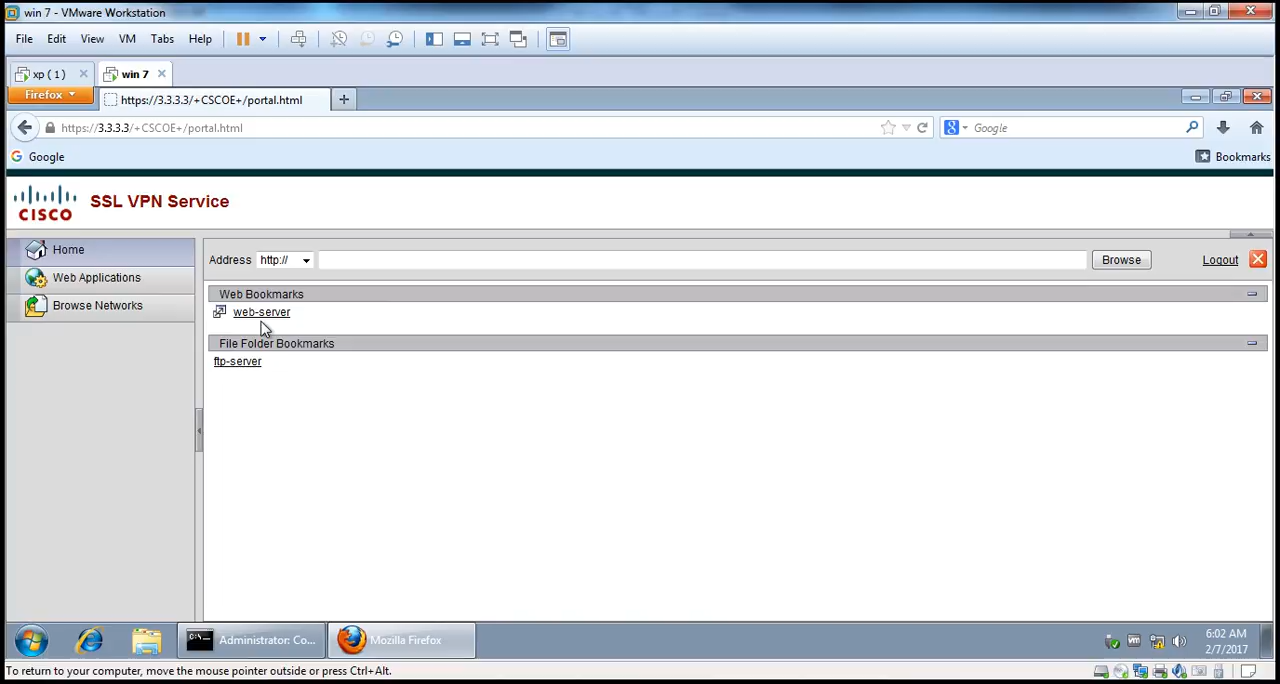 win 7 - VMware Workstation
File Edit View VM Tabs Help
xp ( 1 ) win 7
Firefox https://3.3.3.3/+CSCOE+/portal.html
https://3.3.3.3/+CSCOE+/portal.html Google
Google Bookmarks
CISCO SSL VPN Service
Home
Web Applications
Browse Networks
Address http:// Browse Logout
Web Bookmarks
web-server
File Folder Bookmarks
ftp-server
Administrator: Co... Mozilla Firefox
6:02 AM
2/7/2017
To return to your computer, move the mouse pointer outside or press Ctrl+Alt.